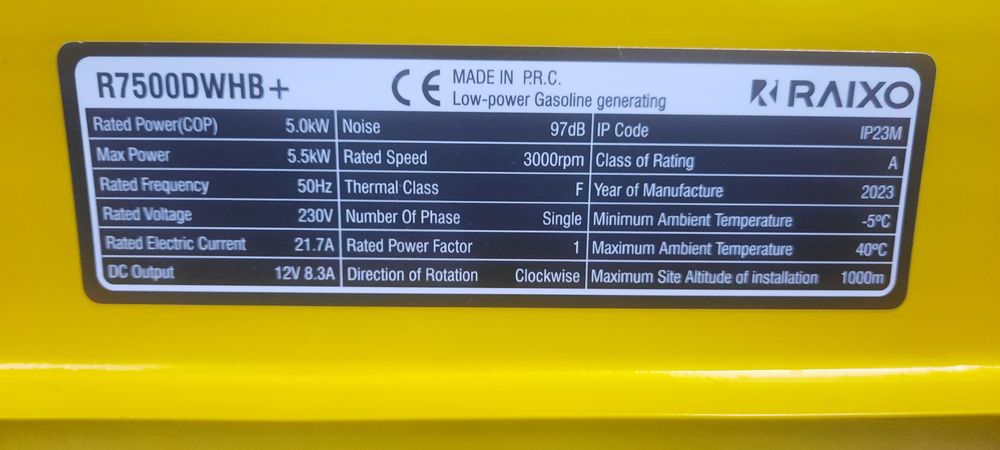 R7500DWHB+ CE MADE IN P.R.C. RAIXO
Low-power Gasoline generating
Rated Power(COP) 5.0kW Noise 97dB IP Code IP23M
Max Power 5.5kW Rated Speed 3000rpm Class of Rating A
Rated Frequency 50Hz Thermal Class F Year of Manufacture 2023
Rated Voltage 230V Number Of Phase Single Minimum Ambient Temperature -5ºC
Rated Electric Current 21.7A Rated Power Factor 1 Maximum Ambient Temperature 40ºC
DC Output 12V 8.3A Direction of Rotation Clockwise Maximum Site Altitude of installation 1000m